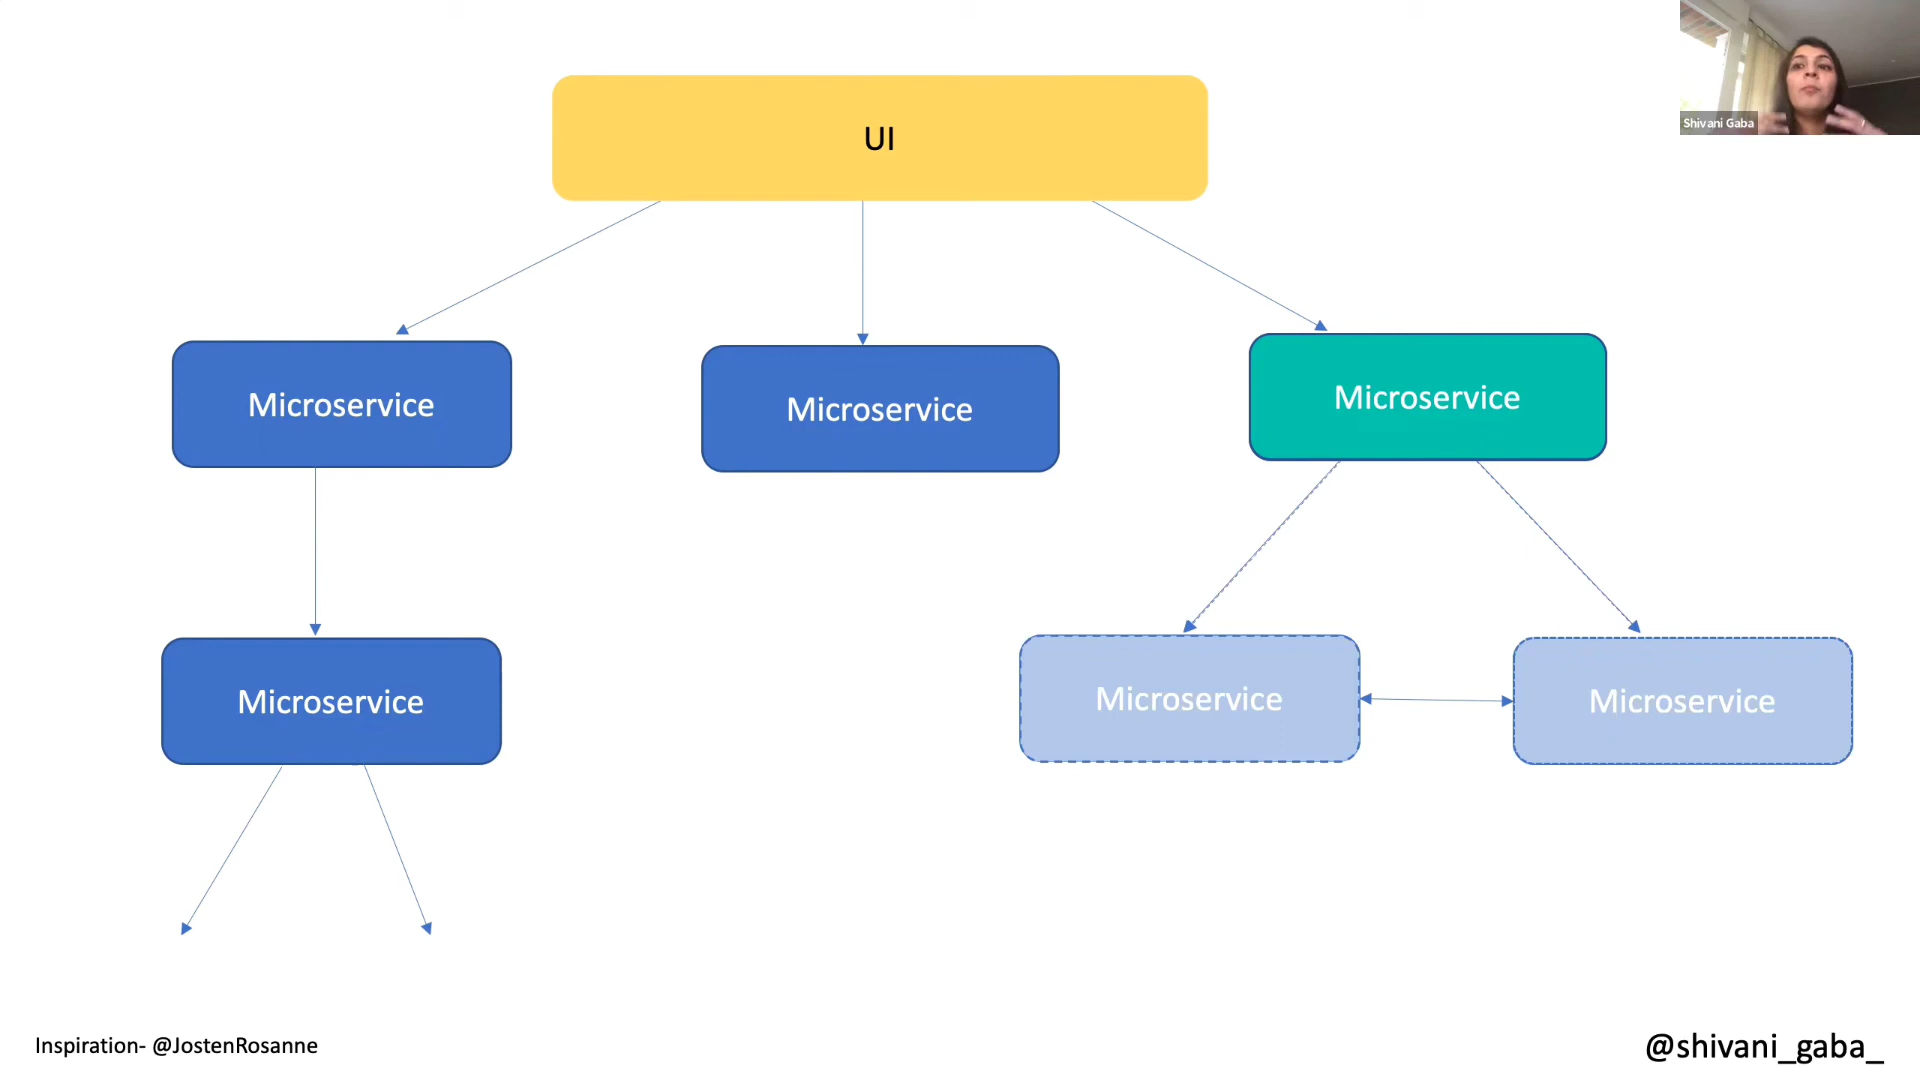 UI
Shivani Gaba
Microservice
Microservice
Microservice
Microservice
Microservice
Microservice
Inspiration- @JostenRosanne
@shivani_gaba_